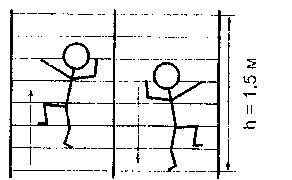 h = 1,5 м